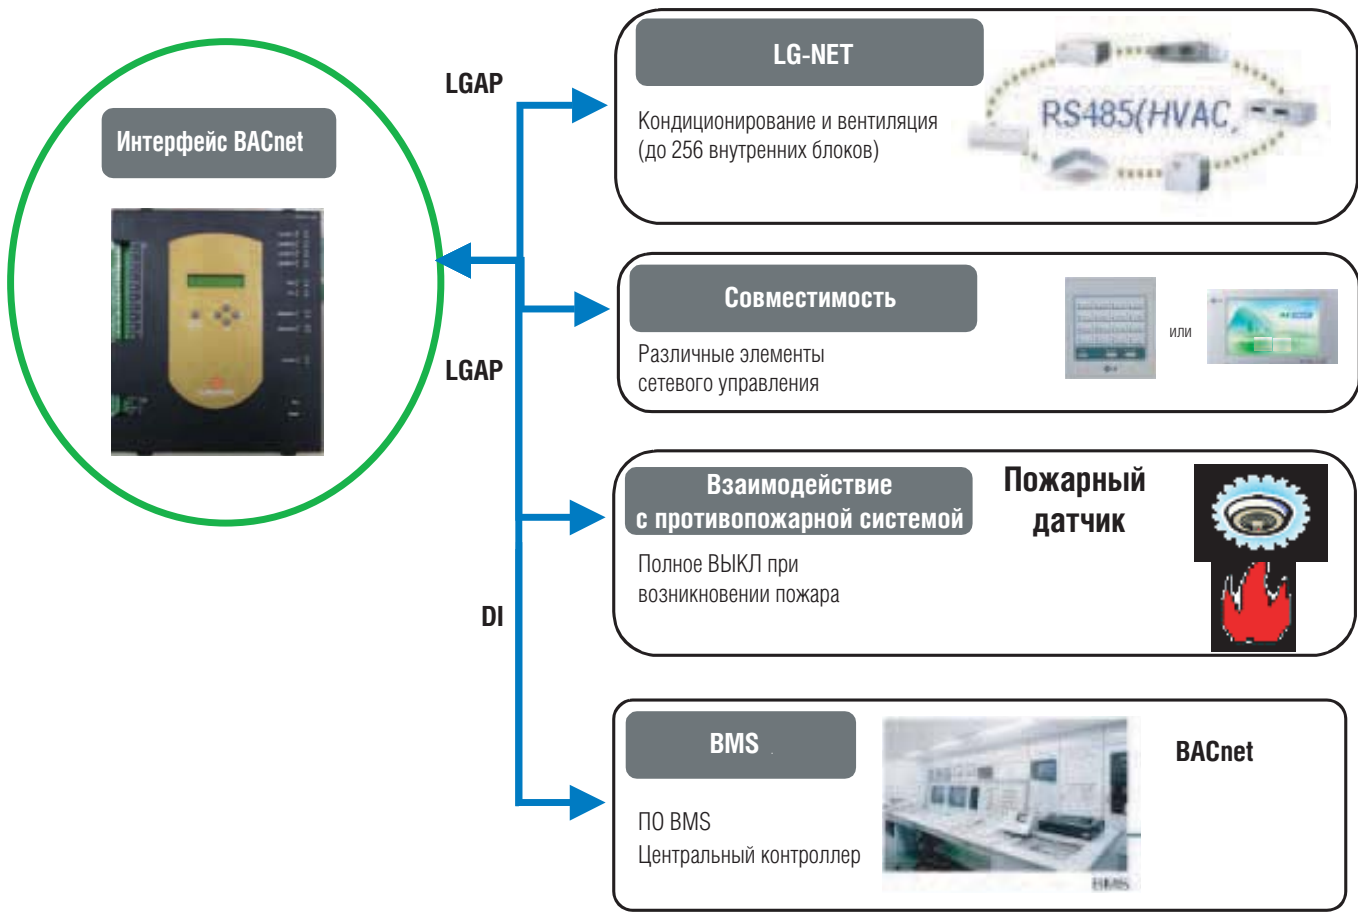 Интерфейс BACnet
LGAP
LGAP
DI
LG-NET
Кондиционирование и вентиляция
(до 256 внутренних блоков)
RS485(HVAC,
Совместимость
Различные элементы
сетевого управления
или
Взаимодействие
с противопожарной системой
Полное ВЫКЛ при
возникновении пожара
Пожарный
датчик
BMS
ПО BMS
Центральный контроллер
BMS
BACnet